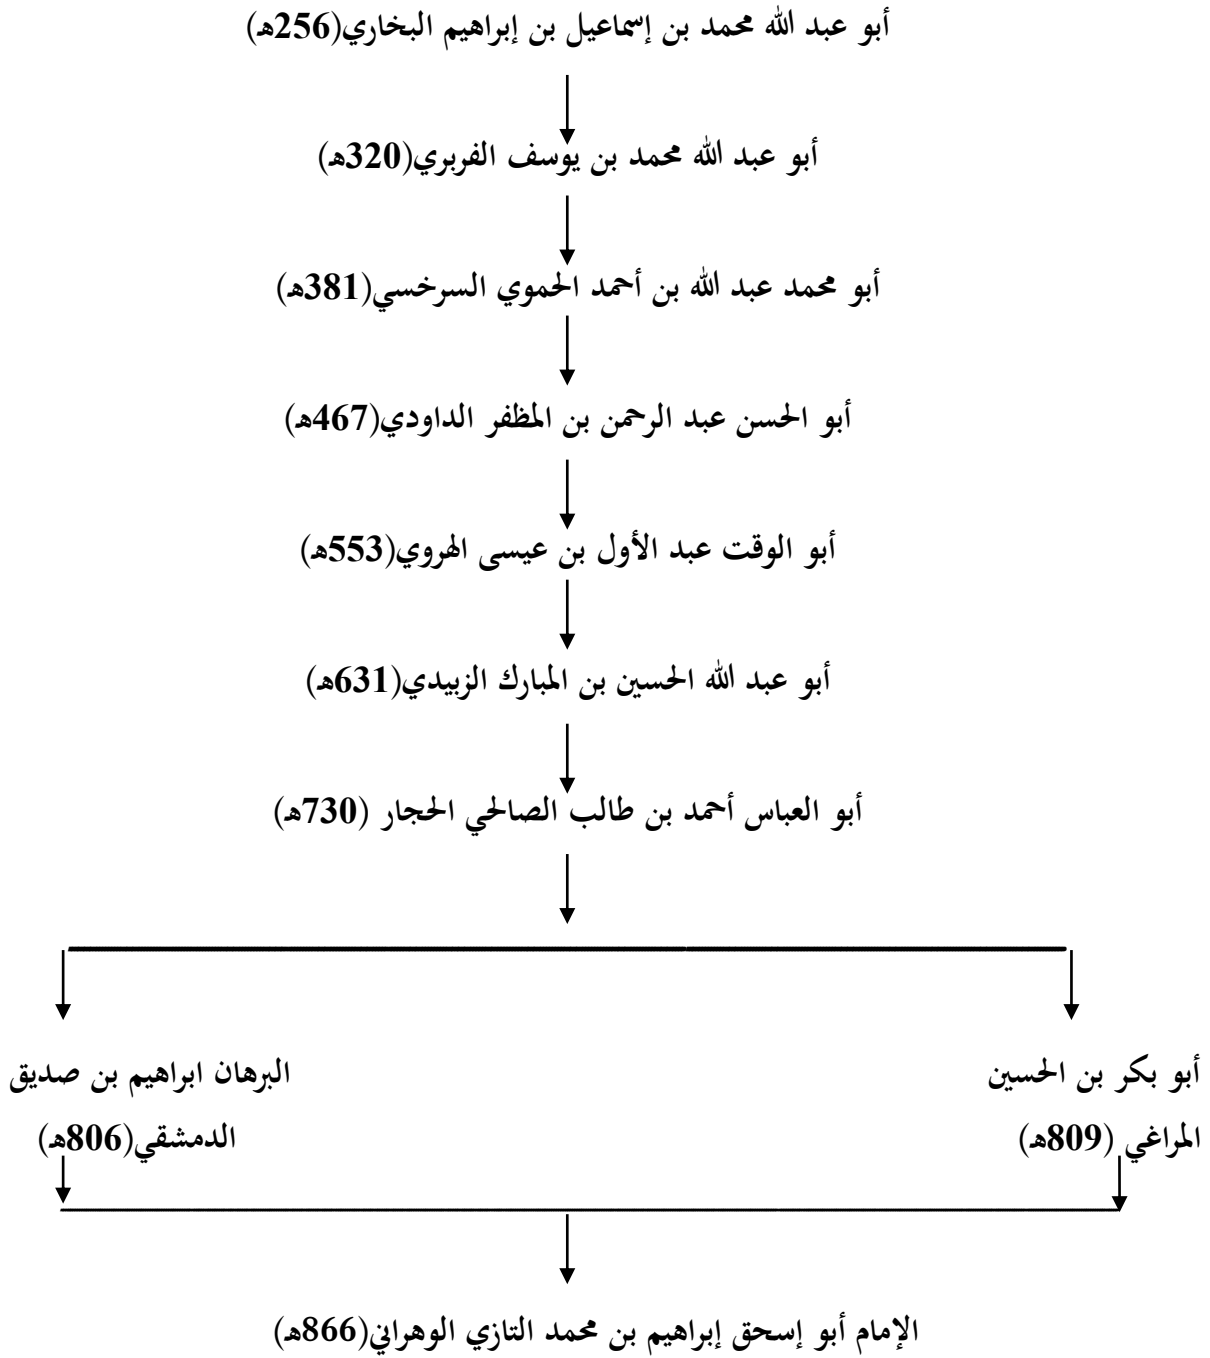 أبو عبد الله محمد بن إسماعيل بن إبراهيم البخاري(256هـ)
أبو عبد الله محمد بن يوسف الفربري(320هـ)
أبو محمد عبد الله بن أحمد الحموي السرخسي(381هـ)
أبو الحسن عبد الرحمن بن المظفر الداودي(467هـ)
أبو الوقت عبد الأول بن عيسى الهروي(553هـ)
أبو عبد الله الحسين بن المبارك الزبيدي(631هـ)
أبو العباس أحمد بن طالب الصالحي الحجار (730هـ)
أبو بكر بن الحسين
المراغي (809هـ)
البرهان ابراهيم بن صديق
الدمشقي(806هـ)
الإمام أبو إسحق إبراهيم بن محمد التازي الوهراني(866هـ)